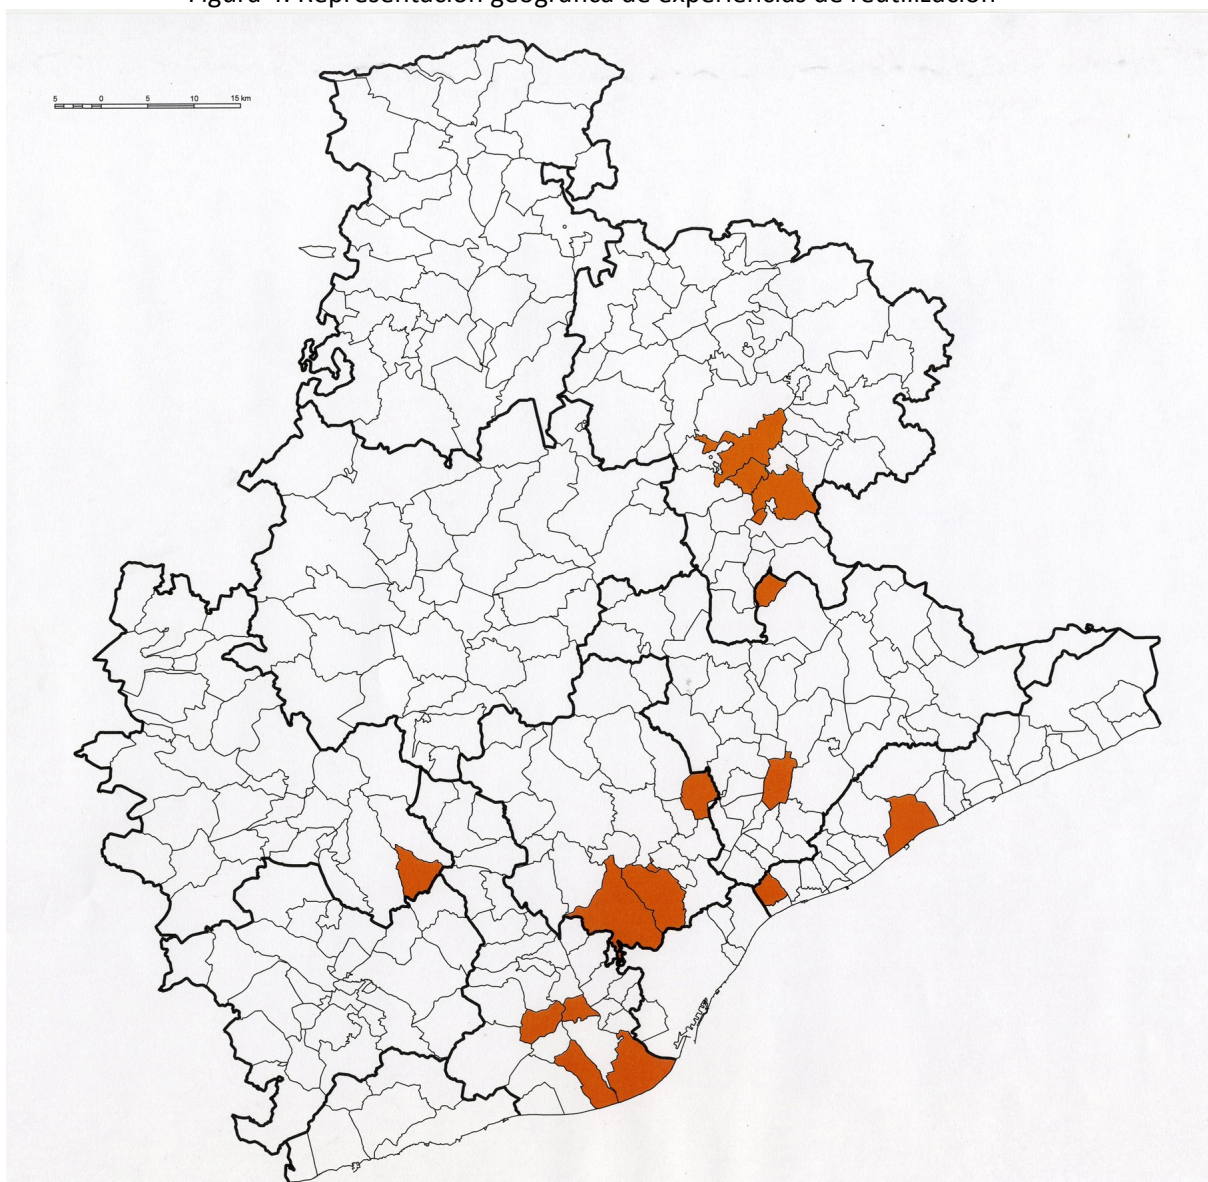 Figura 4. Representación geográfica de experiencias de reutilización
5 0 5 10 15 km